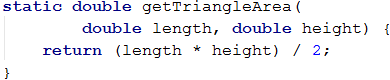 static double getTriangleArea(
        double length, double height) {
    return (length * height) / 2;
}